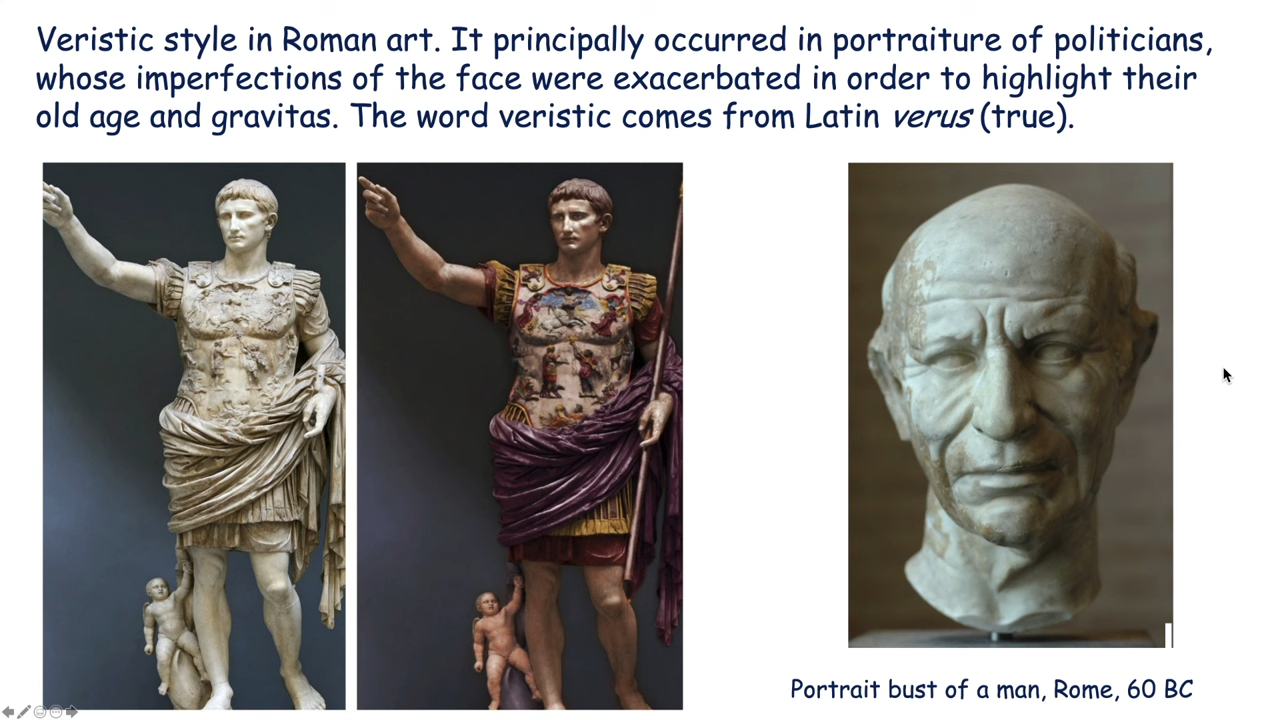 Veristic style in Roman art. It principally occurred in portraiture of politicians,
whose imperfections of the face were exacerbated in order to highlight their
old age and gravitas. The word veristic comes from Latin verus (true).
Portrait bust of a man, Rome, 60 BC